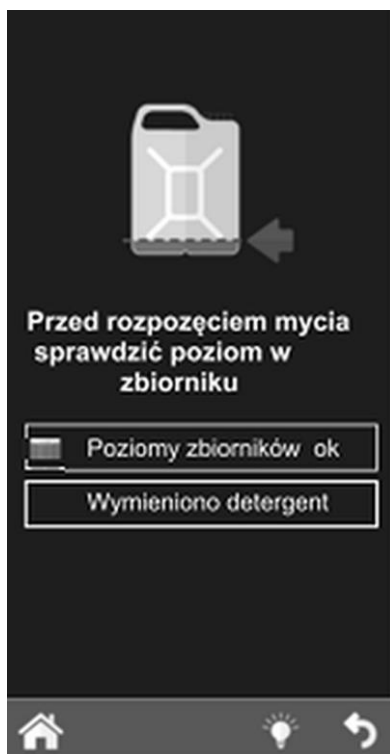 Przed rozpozęciem mycia
sprawdzić poziom w
zbiorniku
Poziomy zbiorników ok
Wymieniono detergent